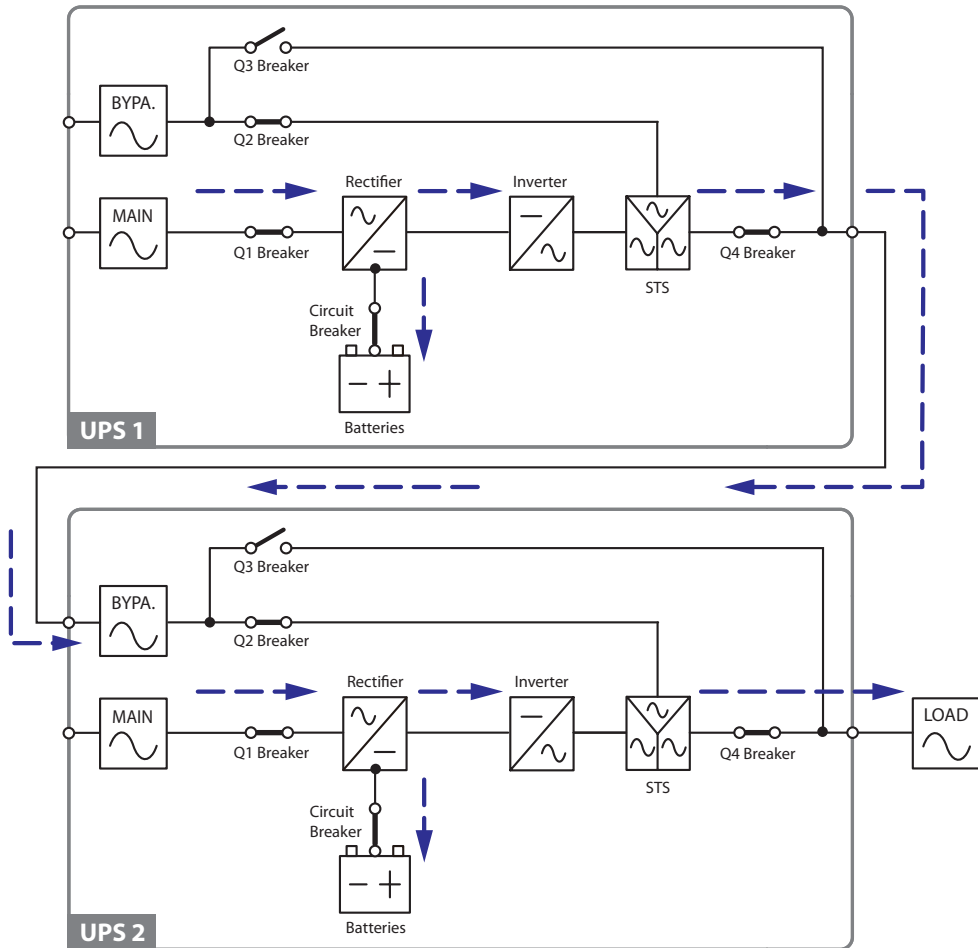 Q3 Breaker
BYPA.
Q2 Breaker
Rectifier
Inverter
MAIN
Q1 Breaker
Q4 Breaker
STS
Circuit
Breaker
Batteries
UPS 1
Q3 Breaker
BYPA.
Q2 Breaker
Rectifier
Inverter
MAIN
LOAD
Q1 Breaker
Q4 Breaker
STS
Circuit
Breaker
Batteries
UPS 2